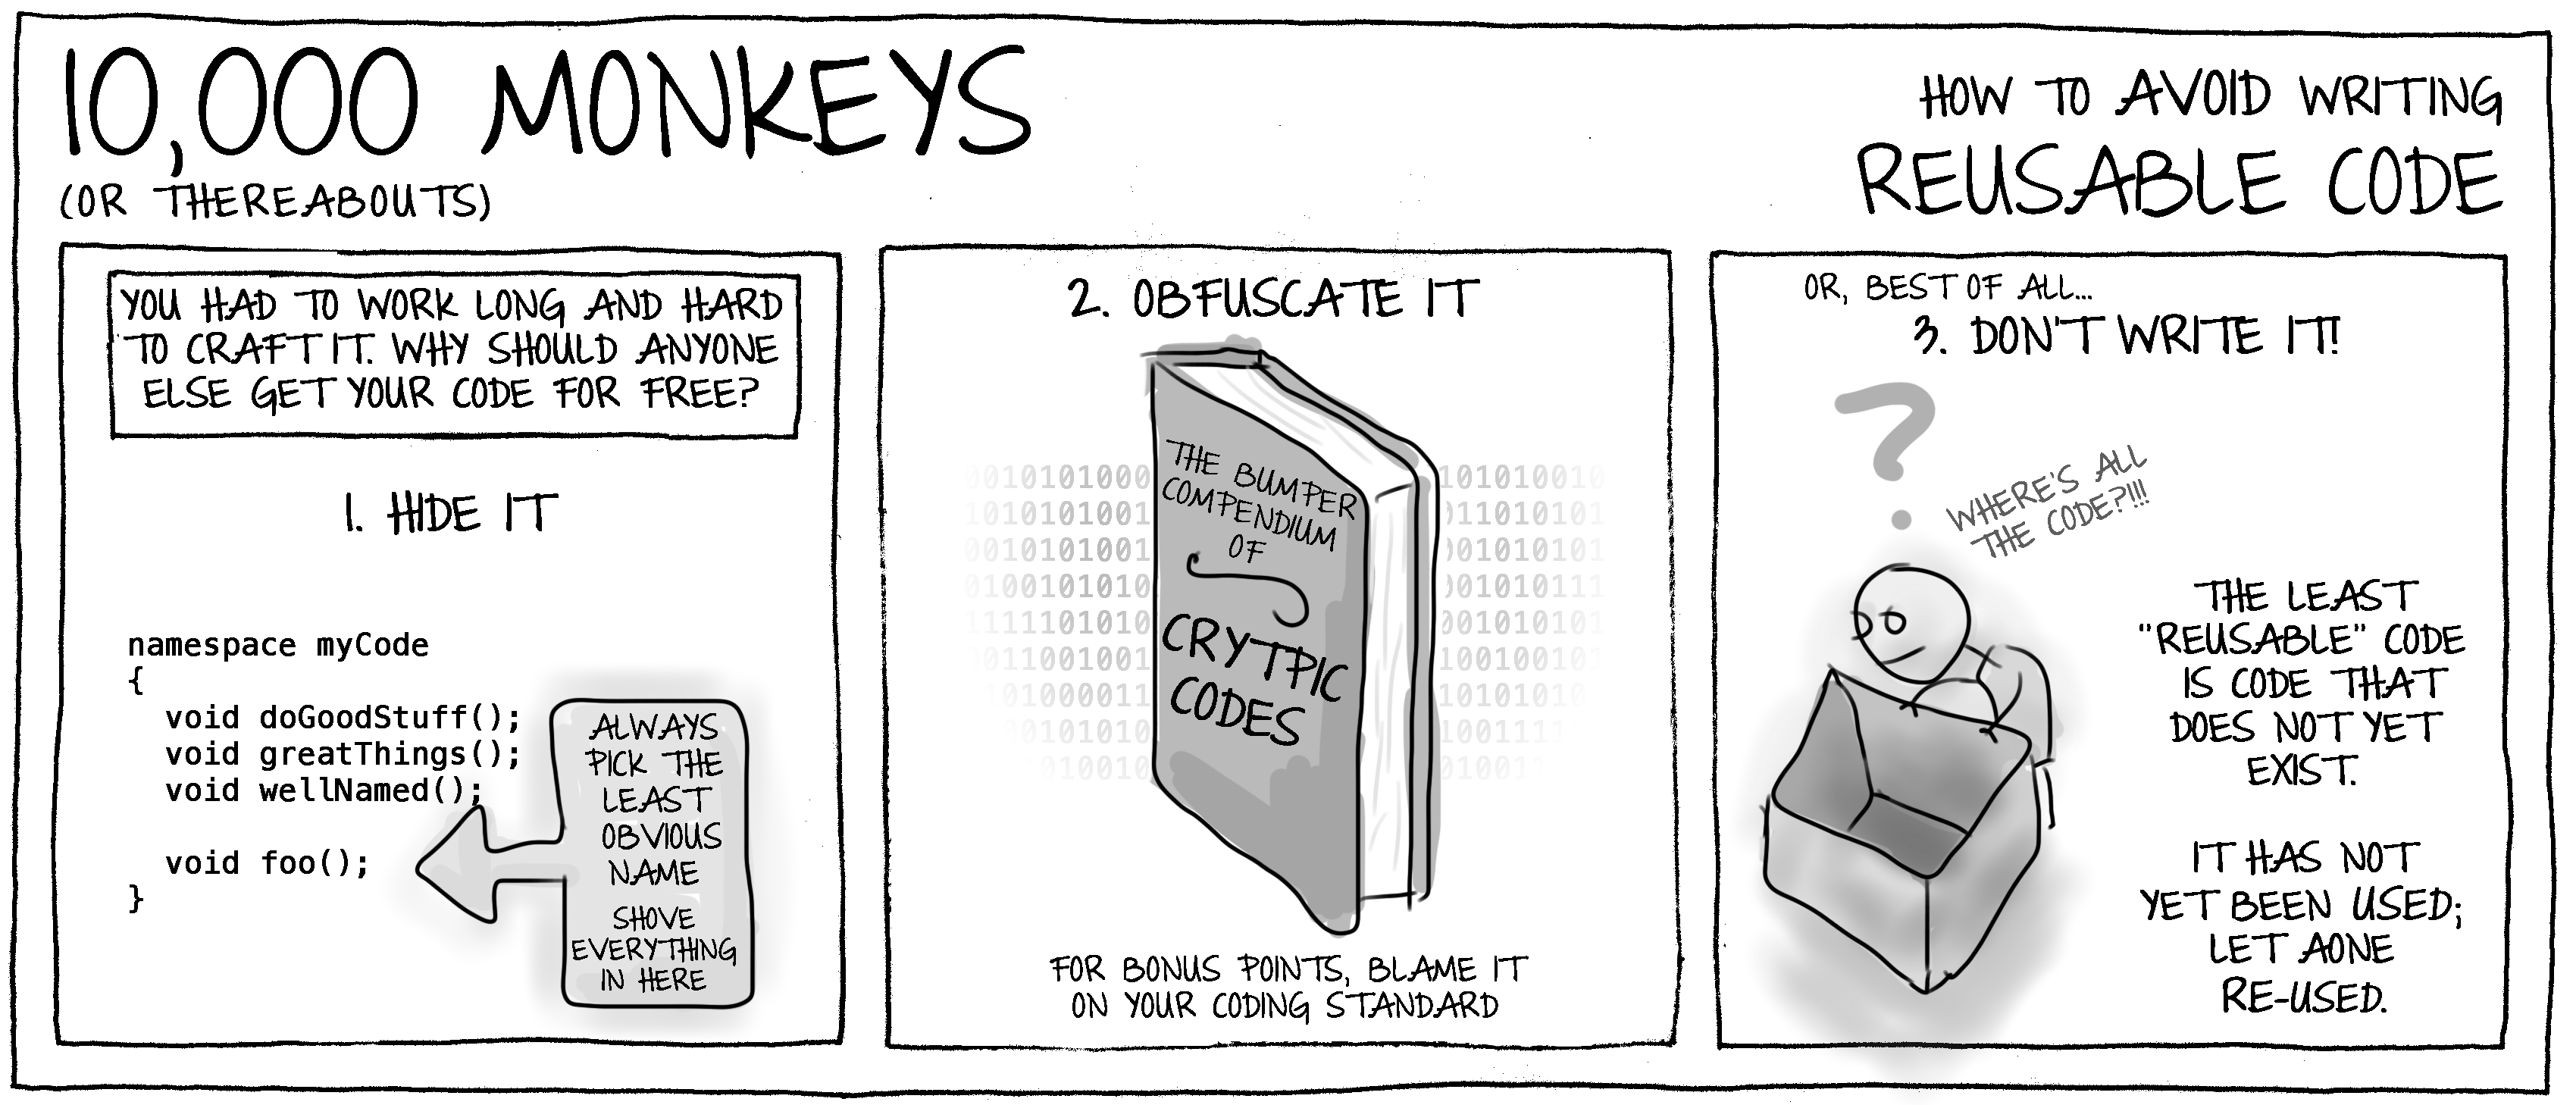 10,000 MONKEYS
(OR THEREABOUTS)
HOW TO AVOID WRITING
REUSABLE CODE
YOU HAD TO WORK LONG AND HARD
TO CRAFT IT. WHY SHOULD ANYONE
ELSE GET YOUR CODE FOR FREE?
1. HIDE IT
namespace myCode
{
void doGoodStuff();
void greatThings();
void wellNamed();
void foo();
}
ALWAYS
PICK THE
LEAST
OBVIOUS
NAME
SHOVE
EVERYTHING
IN HERE
2. OBFUSCATE IT
THE BUMPER
COMPENDIUM
OF
CRYTPIC
CODES
FOR BONUS POINTS, BLAME IT
ON YOUR CODING STANDARD
OR, BEST OF ALL...
3. DON'T WRITE IT!
?
WHERE'S ALL
THE CODE?!!!
THE LEAST
"REUSABLE" CODE
IS CODE THAT
DOES NOT YET
EXIST.
IT HAS NOT
YET BEEN USED;
LET AONE
RE-USED.